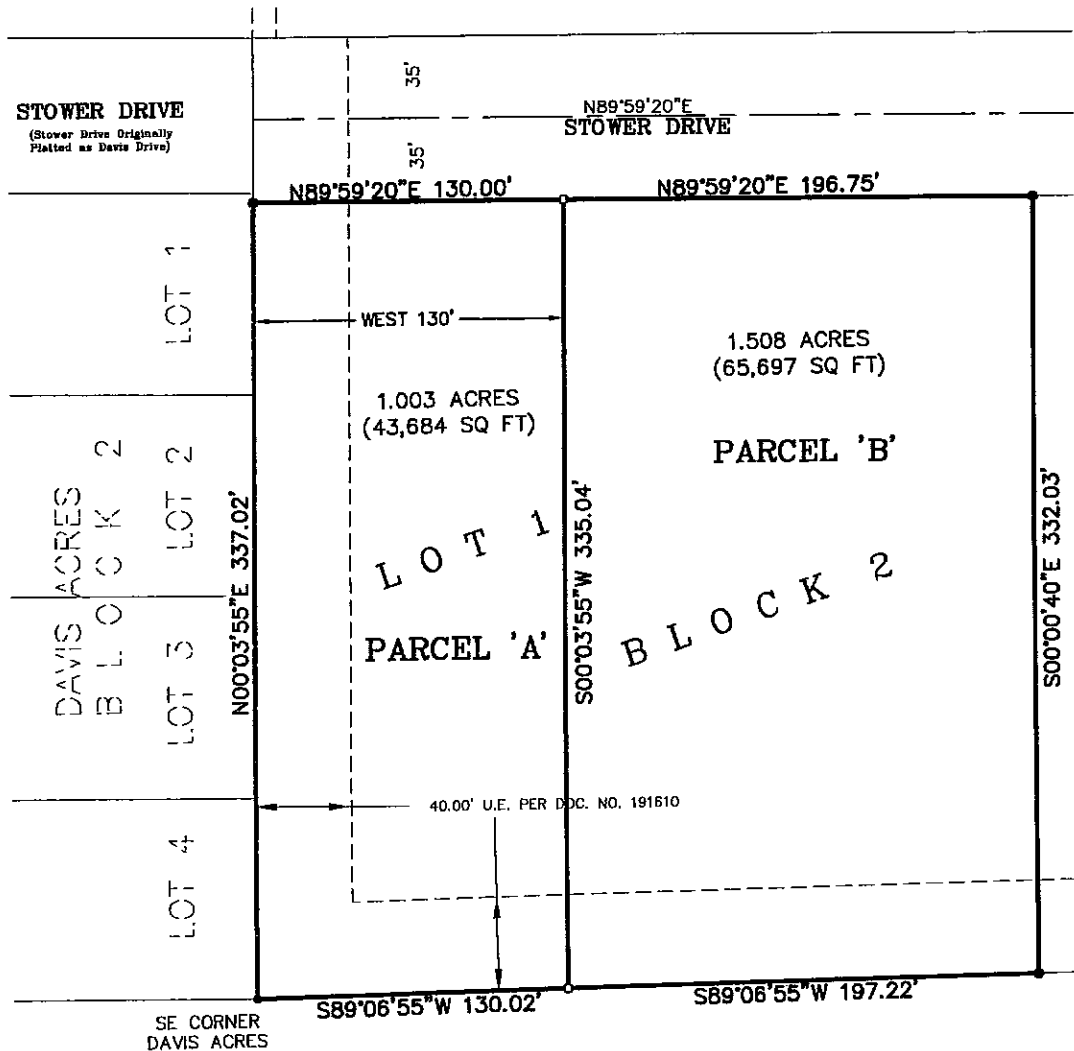 STOWER DRIVE
(Stower Drive Originally
Platted as Davis Drive)
35'
35'
N89°59'20"E
STOWER DRIVE
N89°59'20"E 130.00'
N89°59'20"E 196.75'
LOT 1
WEST 130'
1.003 ACRES
(43,684 SQ FT)
1.508 ACRES
(65,697 SQ FT)
PARCEL 'B'
DAVIS ACRES
BLOCK 2
LOT 2
N00°03'55"E 337.02'
LOT 1
S00°03'55"W 335.04'
BLOCK 2
S00°00'40"E 332.03'
LOT 3
PARCEL 'A'
40.00' U.E. PER DOC. NO. 191610
LOT 4
S89°06'55"W 130.02'
S89°06'55"W 197.22'
SE CORNER
DAVIS ACRES